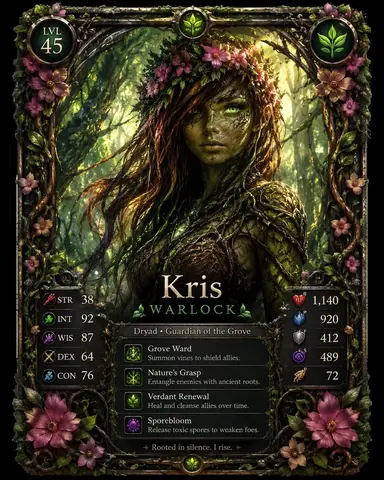 LVL
45
Kris
WARLOCK
Dryad • Guardian of the Grove
STR 38
INT 92
WIS 87
DEX 64
CON 76
1,140
920
412
489
72
Grove Ward
Summon vines to shield allies.
Nature's Grasp
Entangle enemies with ancient roots.
Verdant Renewal
Heal and cleanse allies over time.
Sporebloom
Release toxic spores to weaken foes.
Rooted in silence. I rise.